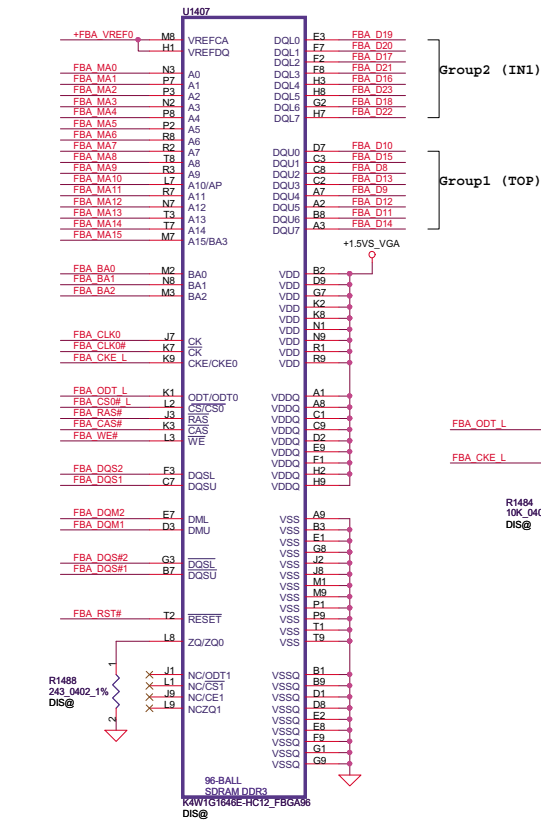 U1407
+FBA_VREF0 M8 VREFCA DQL0 E3 FBA_D19
H1 VREFDQ DQL1 F7 FBA_D20
DQL2 F2 FBA_D17
FBA_MA0 N3 A0 DQL3 F8 FBA_D21
FBA_MA1 P7 A1 DQL4 H3 FBA_D16
FBA_MA2 P3 A2 DQL5 H8 FBA_D23
FBA_MA3 N2 A3 DQL6 G2 FBA_D18
FBA_MA4 P8 A4 DQL7 H7 FBA_D22
Group2 (IN1)
FBA_MA5 P2 A5
FBA_MA6 R8 A6
FBA_MA7 R2 A7 DQU0 D7 FBA_D10
FBA_MA8 T8 A8 DQU1 C3 FBA_D15
FBA_MA9 R3 A9 DQU2 C8 FBA_D8
FBA_MA10 L7 A10/AP DQU3 C2 FBA_D13
FBA_MA11 R7 A11 DQU4 A7 FBA_D9
FBA_MA12 N7 A12 DQU5 A2 FBA_D12
FBA_MA13 T3 A13 DQU6 B8 FBA_D11
FBA_MA14 T7 A14 DQU7 A3 FBA_D14
FBA_MA15 M7 A15/BA3
Group1 (TOP)
+1.5VS_VGA
FBA_BA0 M2 BA0 VDD B2
FBA_BA1 N8 BA1 VDD D9
FBA_BA2 M3 BA2 VDD G7
VDD K2
VDD K8
VDD N1
FBA_CLK0 J7 CK VDD N9
FBA_CLK0# K7 CK VDD R1
FBA_CKE_L K9 CKE/CKE0 VDD R9
FBA_ODT_L K1 ODT/ODT0 VDDQ A1
FBA_CS0#_L L2 CS/CS0 VDDQ A8
FBA_RAS# J3 RAS VDDQ C1
FBA_CAS# K3 CAS VDDQ C9
FBA_WE# L3 WE VDDQ D2
VDDQ E9
VDDQ F1
FBA_DQS2 F3 DQSL VDDQ H2
FBA_DQS1 C7 DQSU VDDQ H9
FBA_ODT_L
FBA_CKE_L
R1484
10K_040
DIS@
FBA_DQM2 E7 DML VSS A9
FBA_DQM1 D3 DMU VSS B3
VSS E1
VSS G8
FBA_DQS#2 G3 DQSL VSS J2
FBA_DQS#1 B7 DQSU VSS J8
VSS M1
VSS M9
VSS P1
FBA_RST# T2 RESET VSS P9
VSS T1
L8 ZQ/ZQ0 VSS T9
1
R1488
243_0402_1%
DIS@
2
J1 NC/ODT1 VSSQ B1
L1 NC/CS1 VSSQ B9
J9 NC/CE1 VSSQ D1
L9 NCZQ1 VSSQ D8
VSSQ E2
VSSQ E8
VSSQ F9
VSSQ G1
VSSQ G9
96-BALL
SDRAM DDR3
K4W1G1646E-HC12_FBGA96
DIS@